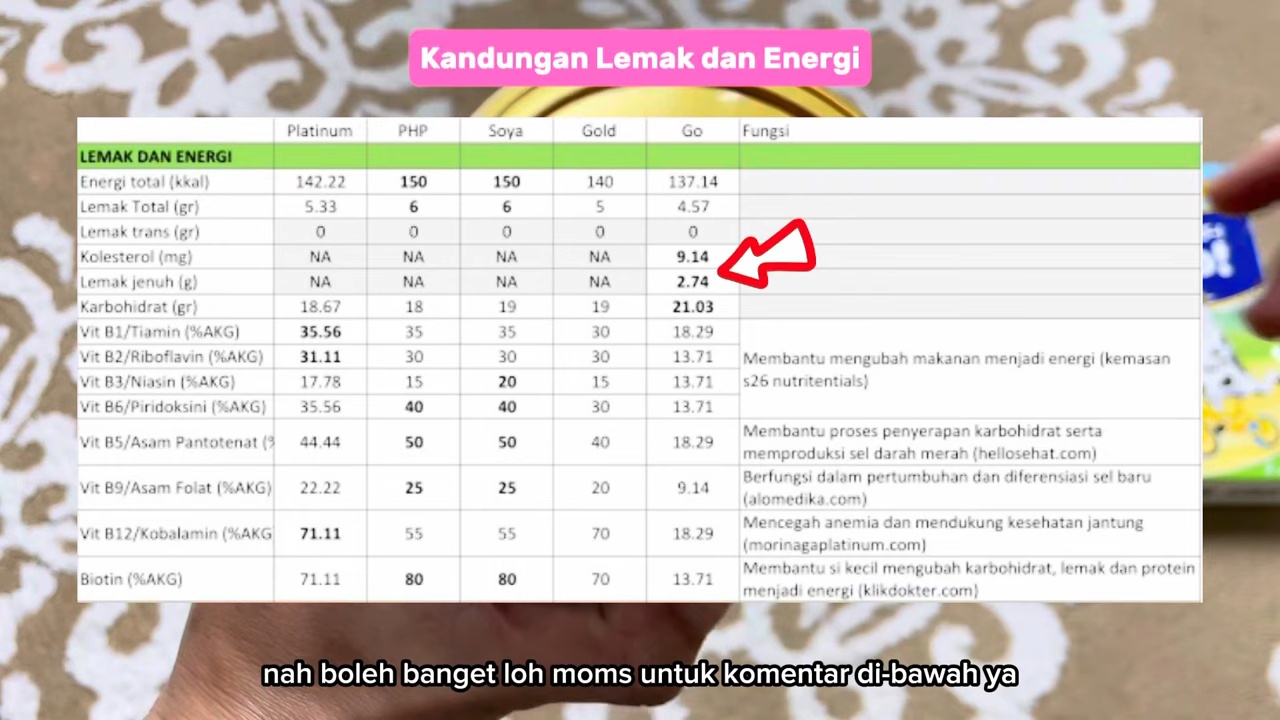 Kandungan Lemak dan Energi
Platinum PHP Soya Gold Go Fungsi
LEMAK DAN ENERGI
Energi total (kkal) 142.22 150 150 140 137.14
Lemak Total (gr) 5.33 6 6 5 4.57
Lemak trans (gr) 0 0 0 0 0
Kolesterol (mg) NA NA NA NA 9.14
Lemak jenuh (g) NA NA NA NA 2.74
Karbohidrat (gr) 18.67 18 19 19 21.03
Vit B1/Tiamin (%AKG) 35.56 35 35 30 18.29
Vit B2/Riboflavin (%AKG) 31.11 30 30 30 13.71
Membantu mengubah makanan menjadi energi (kemasan
s26 nutritentials)
Vit B3/Niasin (%AKG) 17.78 15 20 15 13.71
Vit B6/Piridoksini (%AKG) 35.56 40 40 30 13.71
Vit B5/Asam Pantotenat (% 44.44 50 50 40 18.29
Membantu proses penyerapan karbohidrat serta
memproduksi sel darah merah (hellosehat.com)
Vit B9/Asam Folat (%AKG) 22.22 25 25 20 9.14
Berfungsi dalam pertumbuhan dan diferensiasi sel baru
(alomedika.com)
Vit B12/Kobalamin (%AKG 71.11 55 55 70 18.29
Mencegah anemia dan mendukung kesehatan jantung
(morinagaplatinum.com)
Biotin (%AKG) 71.11 80 80 70 13.71
Membantu si kecil mengubah karbohidrat, lemak dan protein
menjadi energi (klikdokter.com)
nah boleh banget loh moms untuk komentar di-bawah ya